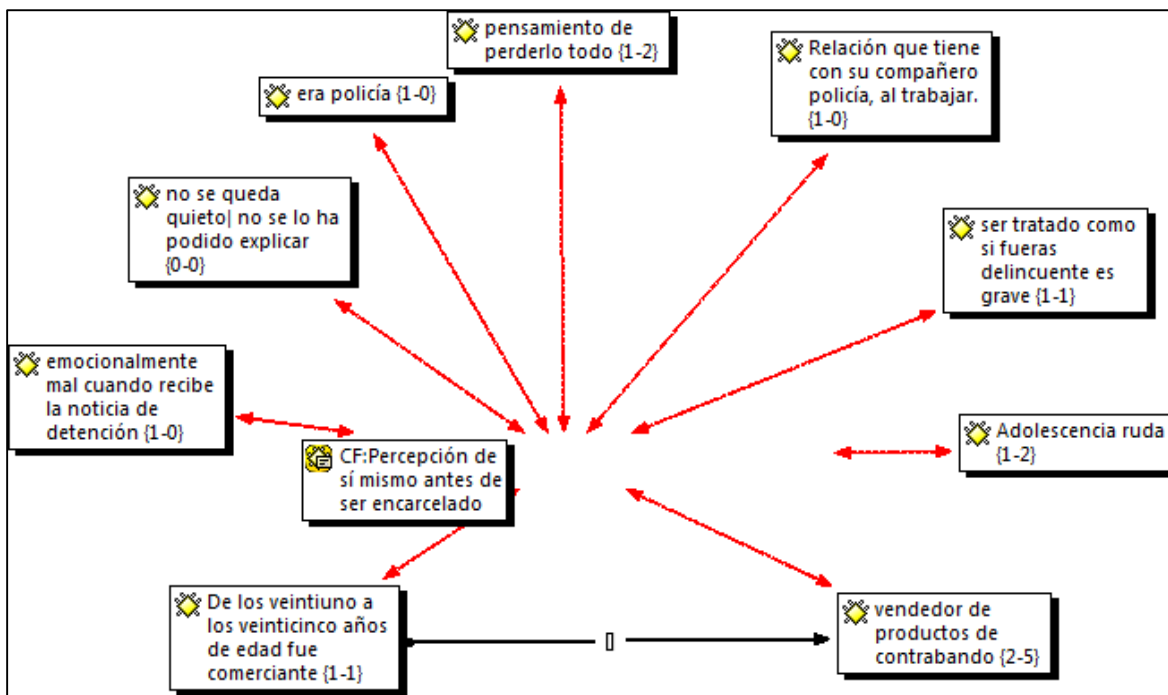 pensamiento de
perderlo todo {1-2}
Relación que tiene
con su compañero
policía, al trabajar.
{1-0}
era policía {1-0}
no se queda
quieto| no se lo ha
podido explicar
{0-0}
ser tratado como
si fueras
delincuente es
grave {1-1}
emocionalmente
mal cuando recibe
la noticia de
detención {1-0}
Adolescencia ruda
{1-2}
CF:Percepción de
sí mismo antes de
ser encarcelado
De los veintiuno a
los veinticinco años
de edad fue
comerciante {1-1}
vendedor de
productos de
contrabando {2-5}